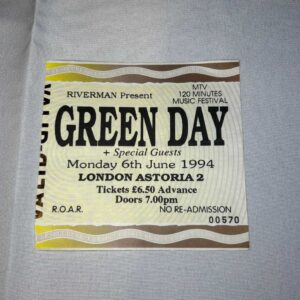 RIVERMAN Present
MTV
120 MINUTES
MUSIC FESTIVAL
GREEN DAY
+ Special Guests
Monday 6th June 1994
LONDON ASTORIA 2
Tickets £6.50 Advance
Doors 7.00pm
R.O.A.R.
NO RE-ADMISSION
00570